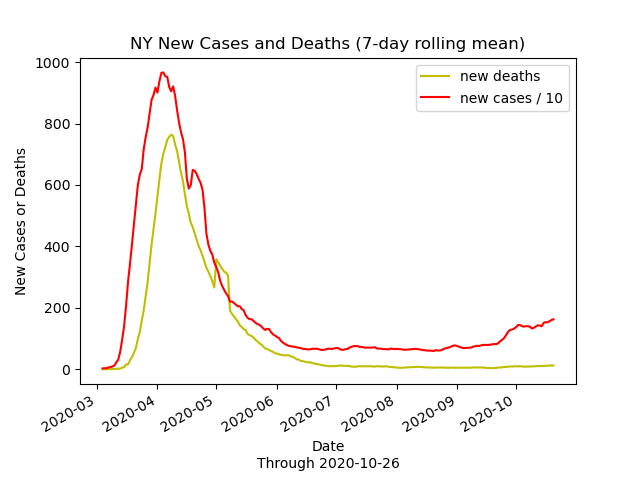 NY New Cases and Deaths (7-day rolling mean)
new deaths
new cases / 10
New Cases or Deaths
1000
800
600
400
200
0
2020-03
2020-04
2020-05
2020-06
2020-07
2020-08
2020-09
2020-10
Date
Through 2020-10-26